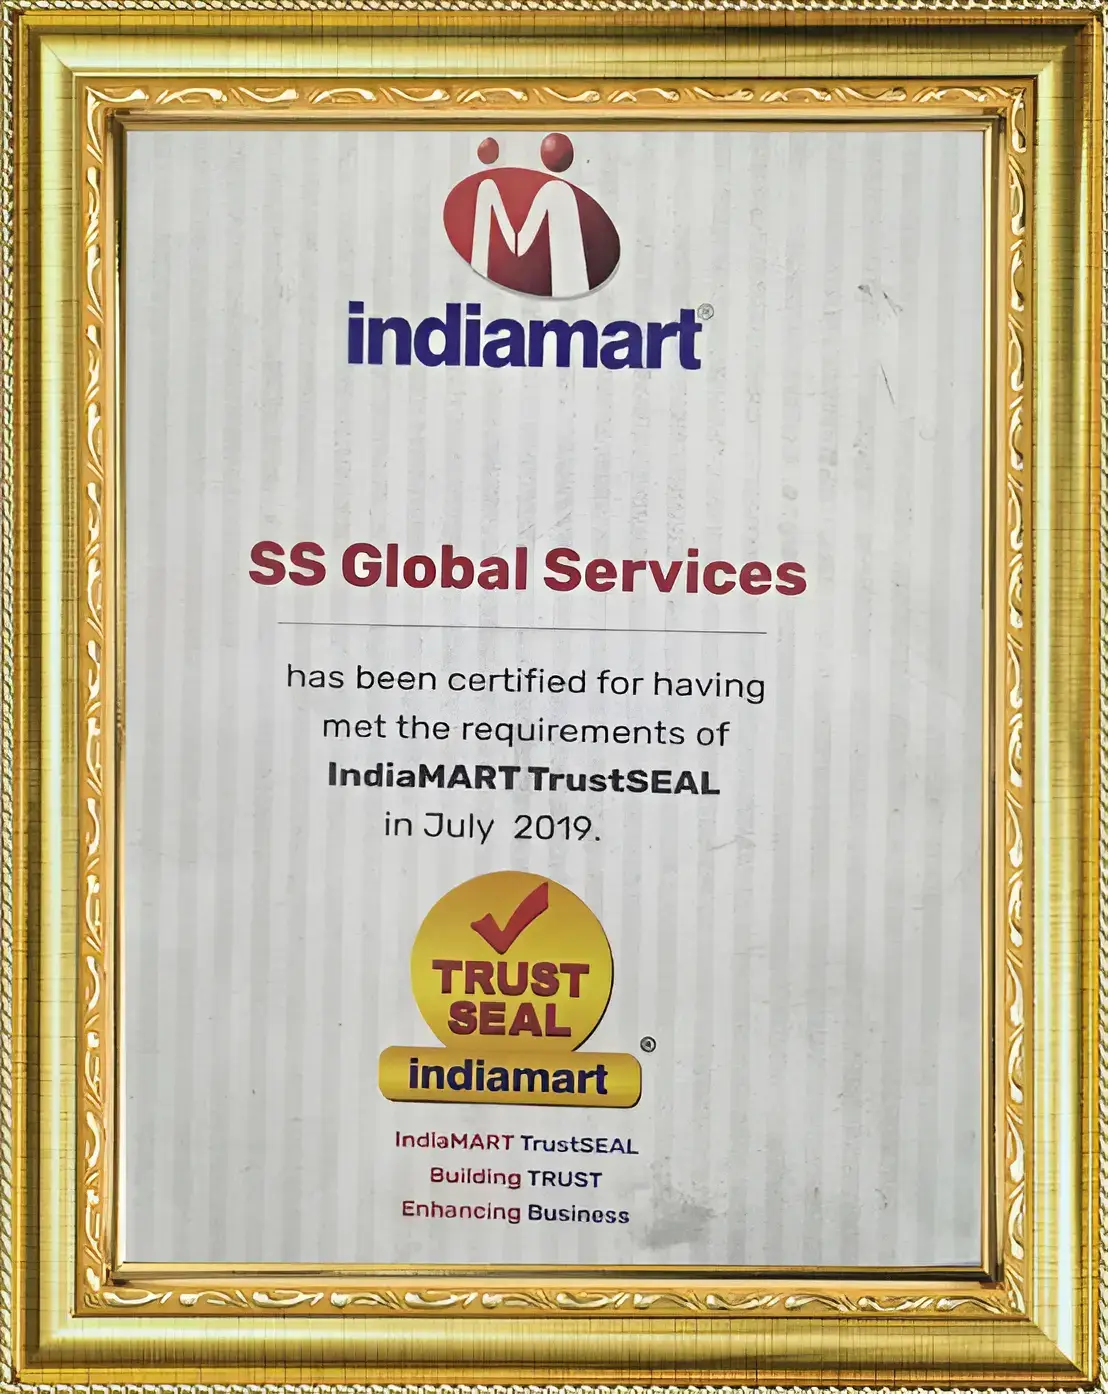 indiamart®
SS Global Services
has been certified for having
met the requirements of
IndiaMART TrustSEAL
in July 2019.
TRUST
SEAL
indiamart
®
IndiaMART TrustSEAL
Building TRUST
Enhancing Business